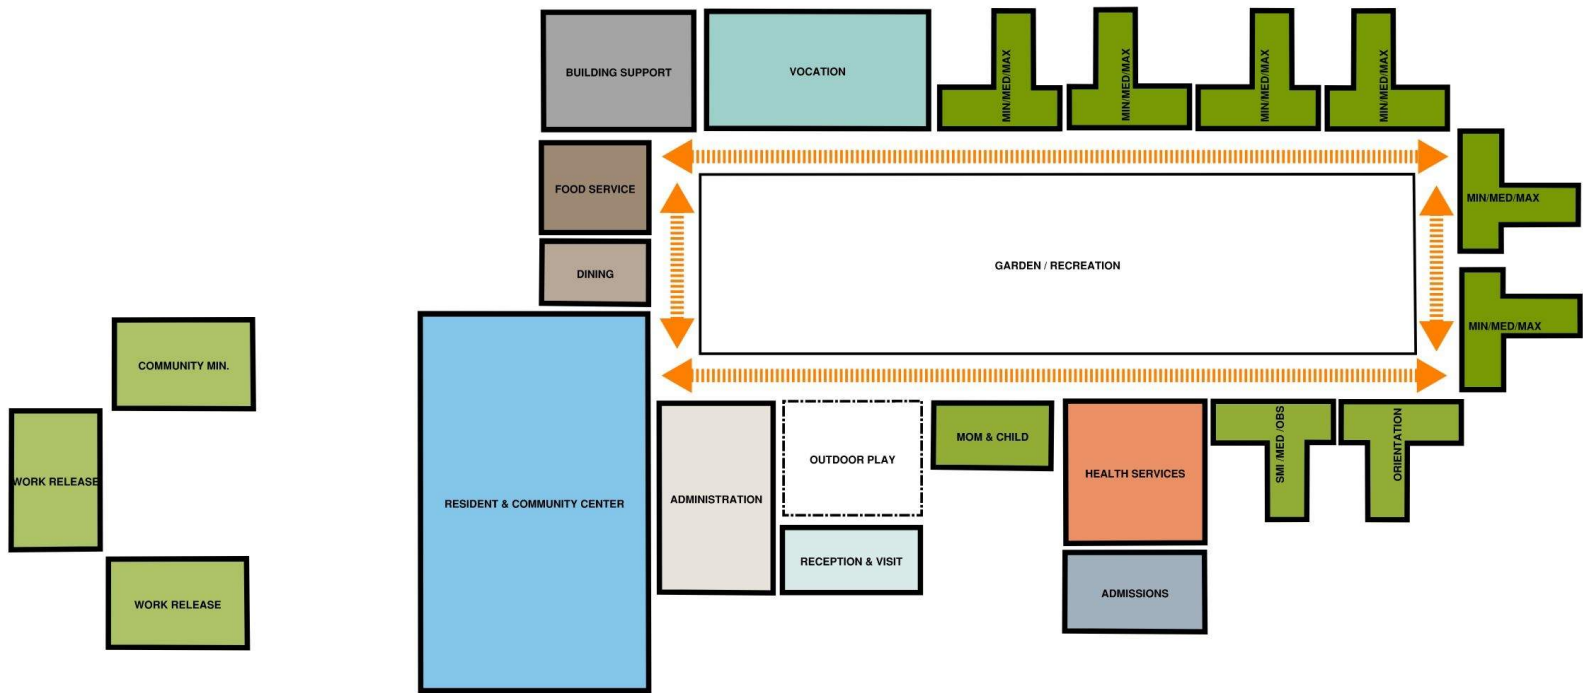 BUILDING SUPPORT
VOCATION
MIN/MED/MAX
MIN/MED/MAX
MIN/MED/MAX
MIN/MED/MAX
FOOD SERVICE
MIN/MED/MAX
DINING
GARDEN / RECREATION
MIN/MED/MAX
COMMUNITY MIN.
WORK RELEASE
WORK RELEASE
RESIDENT & COMMUNITY CENTER
ADMINISTRATION
OUTDOOR PLAY
RECEPTION & VISIT
MOM & CHILD
HEALTH SERVICES
ADMISSIONS
SMI /MED /OBS
ORIENTATION